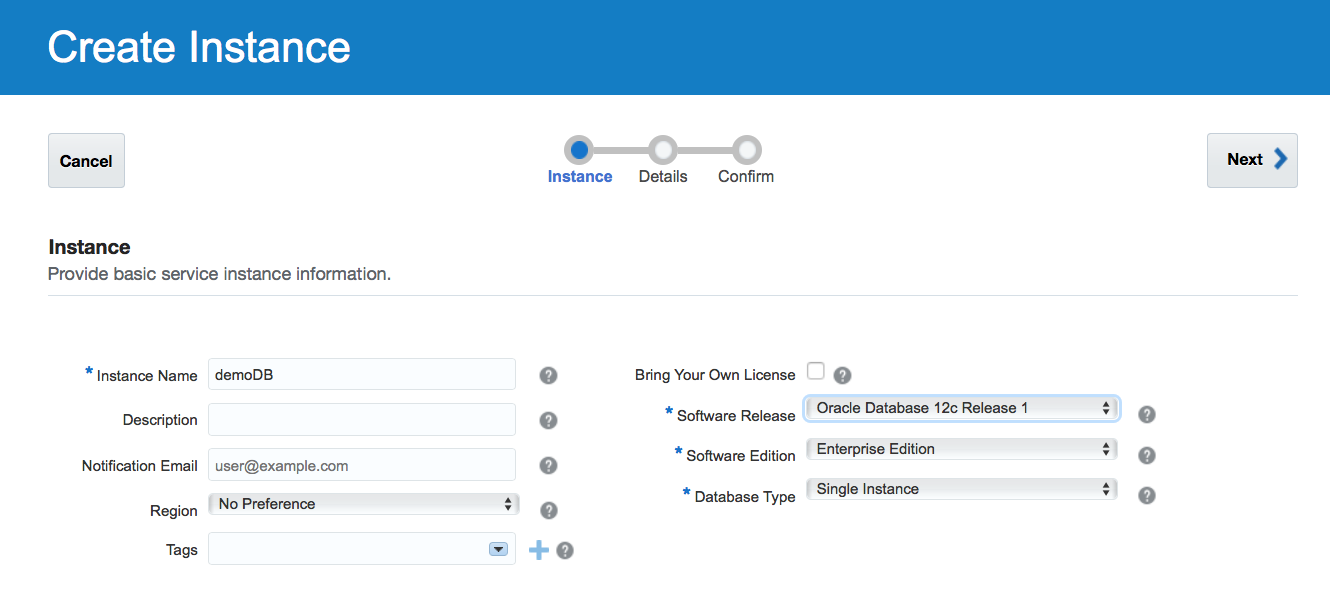 Create Instance
Cancel
Instance
Details
Confirm
Next
Instance
Provide basic service instance information.
* Instance Name demoDB ?
Description ?
Notification Email user@example.com ?
Region No Preference ?
Tags ?
Bring Your Own License ?
* Software Release Oracle Database 12c Release 1 ?
* Software Edition Enterprise Edition ?
* Database Type Single Instance ?